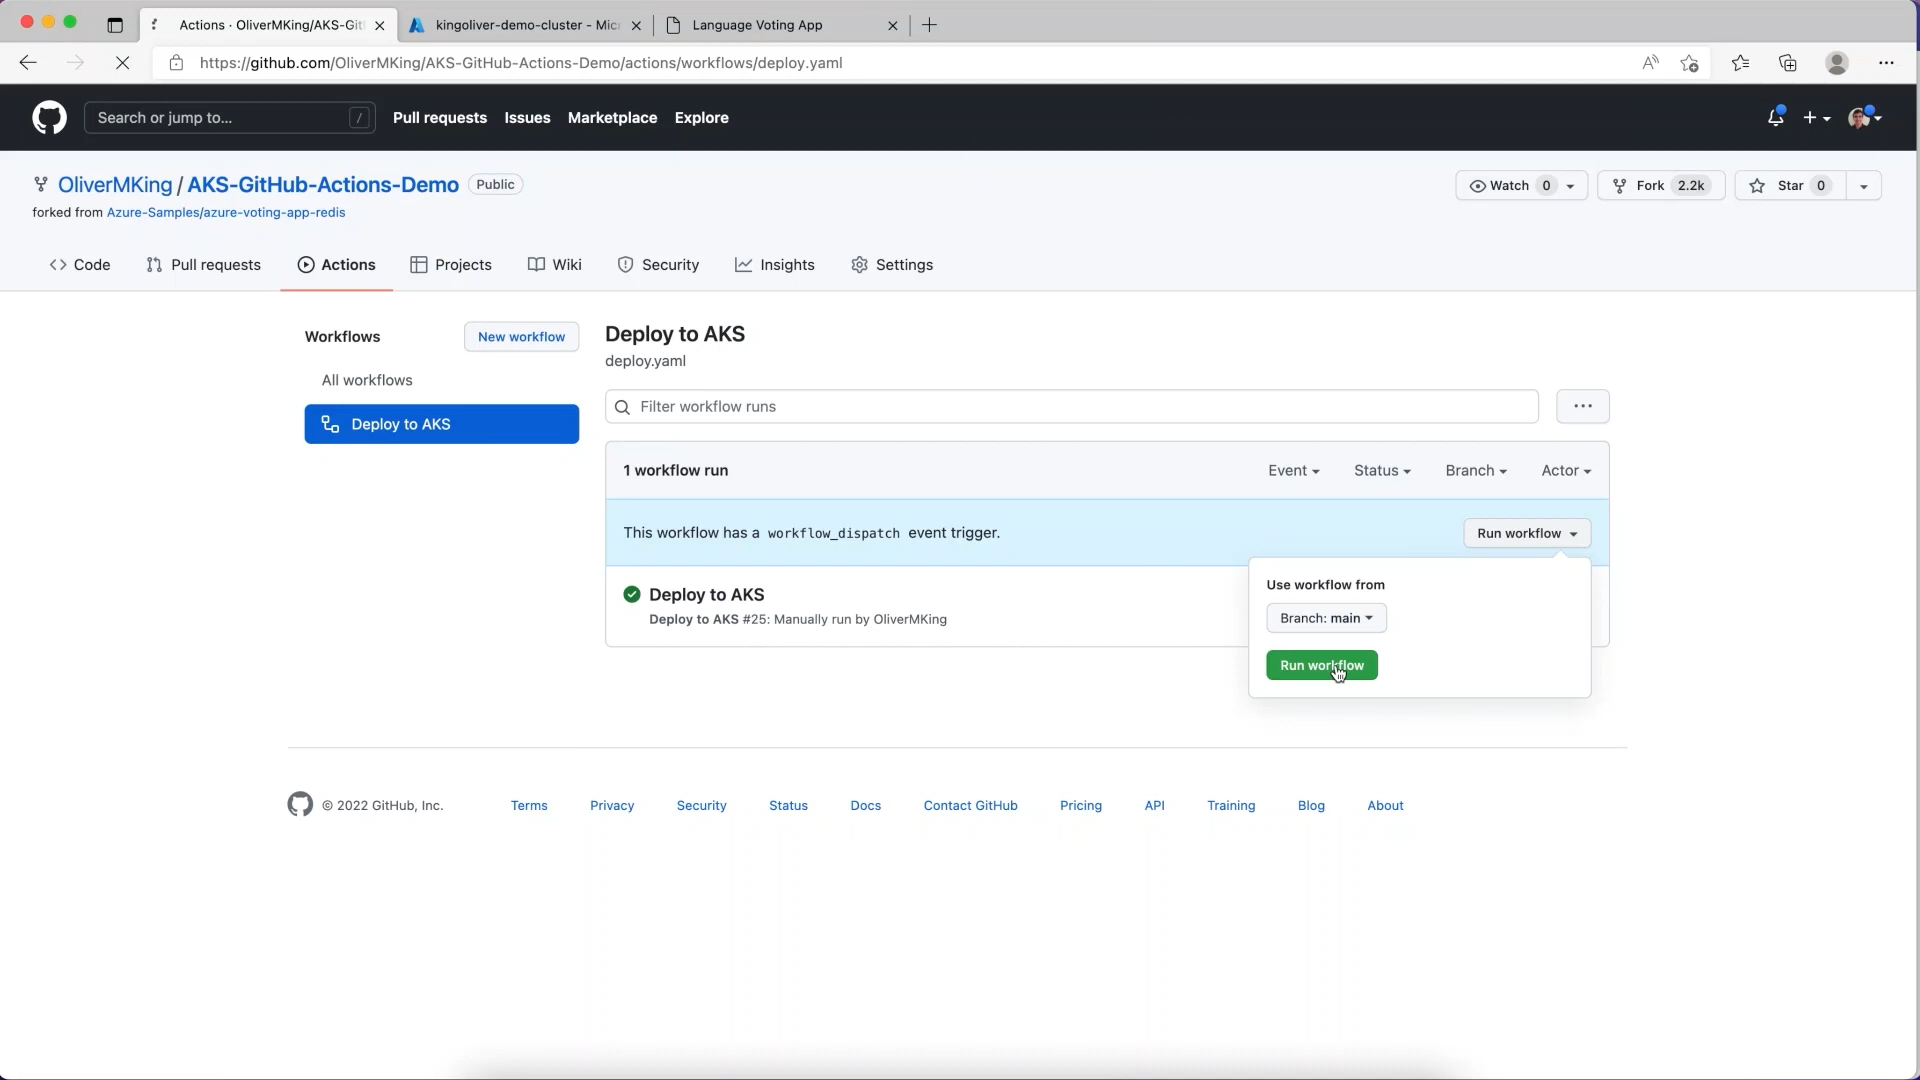 Actions · OliverMKing/AKS-Git
kingoliver-demo-cluster - Micr
Language Voting App
https://github.com/OliverMKing/AKS-GitHub-Actions-Demo/actions/workflows/deploy.yaml
Search or jump to...
/
Pull requests
Issues
Marketplace
Explore
OliverMKing / AKS-GitHub-Actions-Demo
Public
Watch 0
Fork 2.2k
Star 0
forked from Azure-Samples/azure-voting-app-redis
Code
Pull requests
Actions
Projects
Wiki
Security
Insights
Settings
Workflows
New workflow
All workflows
Deploy to AKS
Deploy to AKS
deploy.yaml
Filter workflow runs
1 workflow run
Event
Status
Branch
Actor
This workflow has a workflow_dispatch event trigger.
Run workflow
Use workflow from
Branch: main
Run workflow
Deploy to AKS
Deploy to AKS #25: Manually run by OliverMKing
© 2022 GitHub, Inc.
Terms
Privacy
Security
Status
Docs
Contact GitHub
Pricing
API
Training
Blog
About